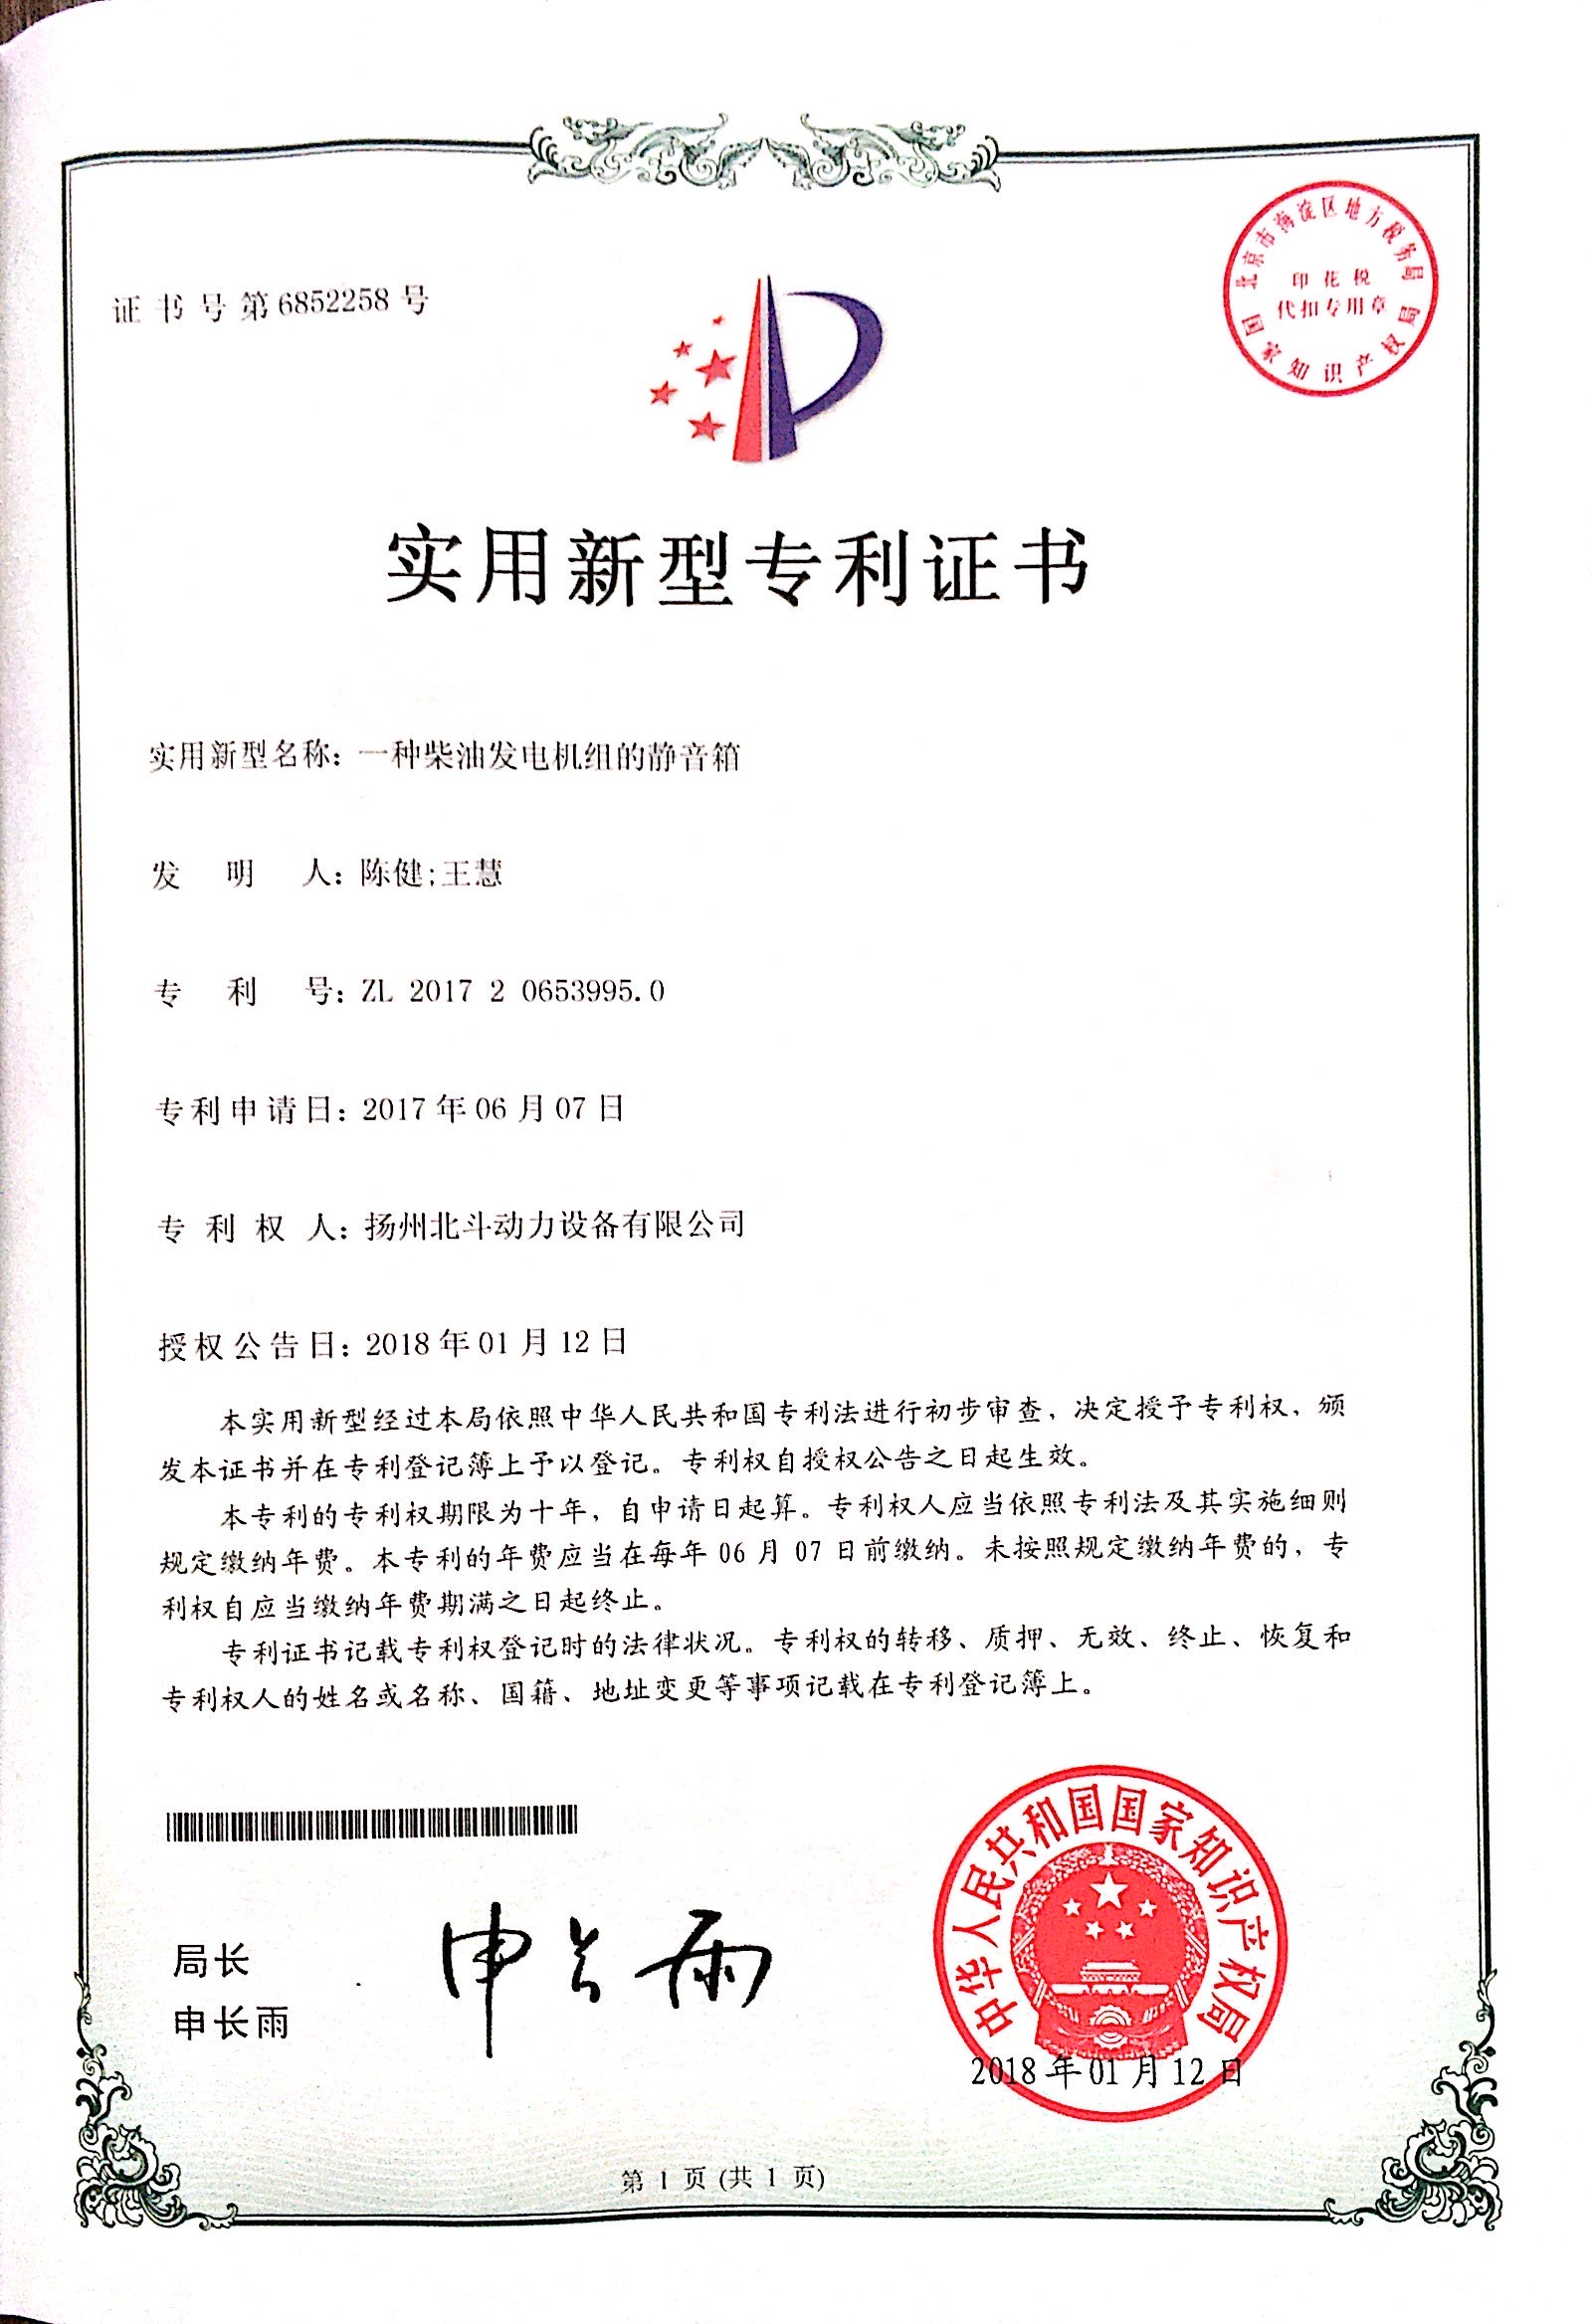 证书号第6852258号
北京市海淀区地方税务局
印花税
代扣专用章
国家知识产权局
实用新型专利证书
实用新型名称：一种柴油发电机组的静音箱
发明人：陈健;王慧
专利号：ZL 2017 2 0653995.0
专利申请日：2017年06月07日
专利权人：扬州北斗动力设备有限公司
授权公告日：2018年01月12日
本实用新型经过本局依照中华人民共和国专利法进行初步审查，决定授予专利权，颁
发本证书并在专利登记簿上予以登记。专利权自授权公告之日起生效。
本专利的专利权期限为十年，自申请日起算。专利权人应当依照专利法及其实施细则
规定缴纳年费。本专利的年费应当在每年06月07日前缴纳。未按照规定缴纳年费的，专
利权自应当缴纳年费期满之日起终止。
专利证书记载专利权登记时的法律状况。专利权的转移、质押、无效、终止、恢复和
专利权人的姓名或名称、国籍、地址变更等事项记载在专利登记簿上。
局长
申长雨
申长雨
中华人民共和国国家知识产权局
2018年01月12日
第1页(共1页)